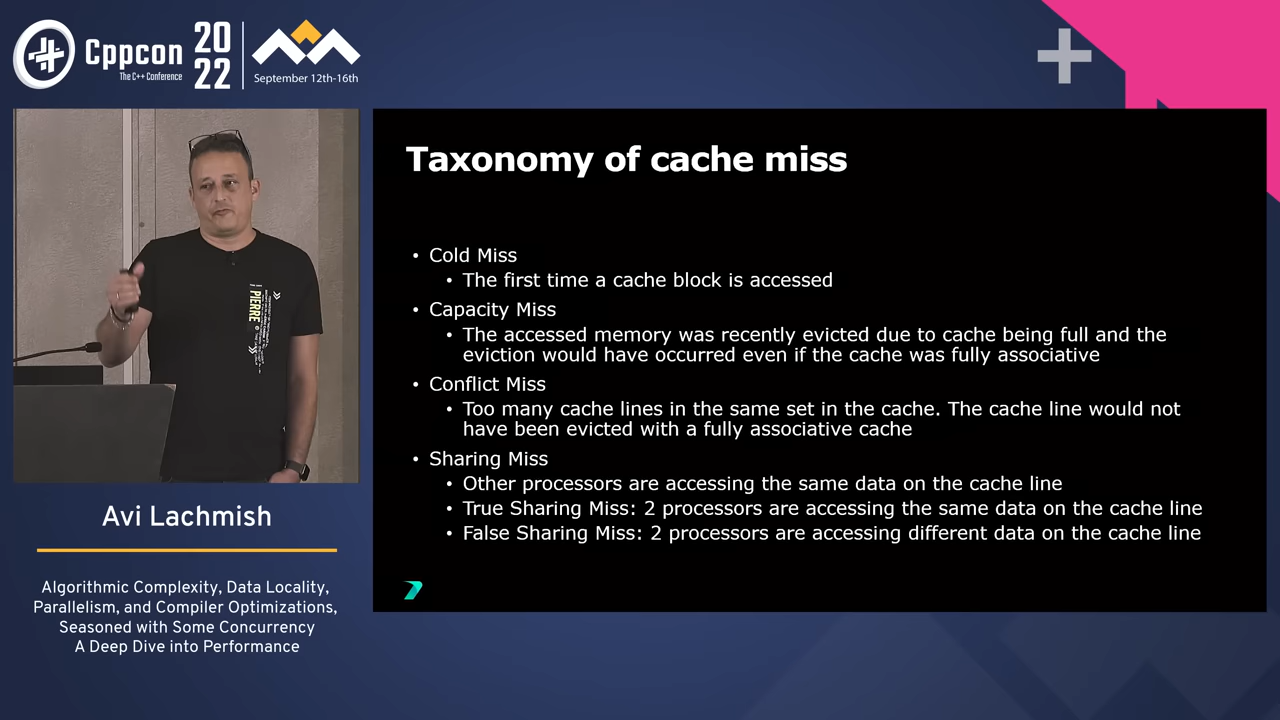 Cppcon
The C++ Conference
20
22
September 12th-16th
PIERRE
Avi Lachmish
Algorithmic Complexity, Data Locality,
Parallelism, and Compiler Optimizations,
Seasoned with Some Concurrency
A Deep Dive into Performance
Taxonomy of cache miss
• Cold Miss
• The first time a cache block is accessed
• Capacity Miss
• The accessed memory was recently evicted due to cache being full and the
eviction would have occurred even if the cache was fully associative
• Conflict Miss
• Too many cache lines in the same set in the cache. The cache line would not
have been evicted with a fully associative cache
• Sharing Miss
• Other processors are accessing the same data on the cache line
• True Sharing Miss: 2 processors are accessing the same data on the cache line
• False Sharing Miss: 2 processors are accessing different data on the cache line